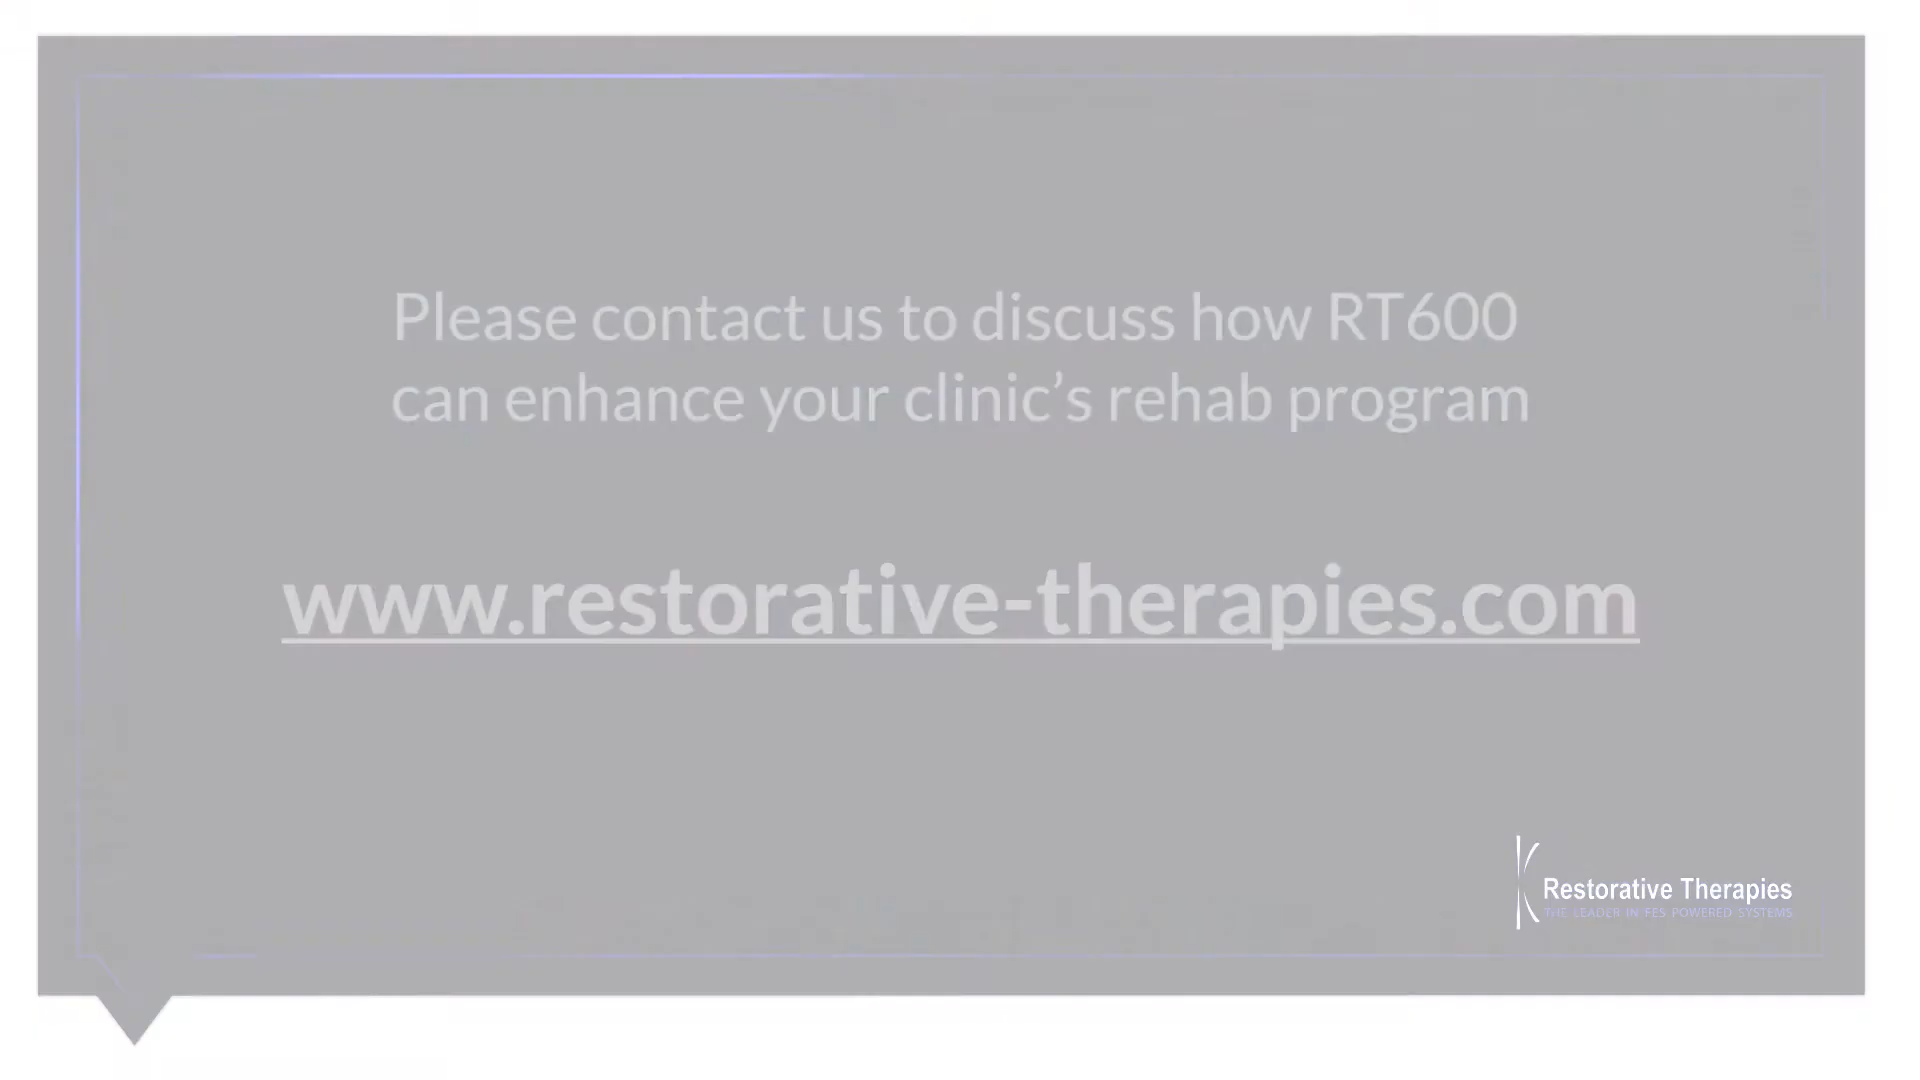 Please contact us to discuss how RT600
can enhance your clinic’s rehab program
www.restorative-therapies.com
Restorative Therapies
THE LEADER IN FES POWERED SYSTEMS